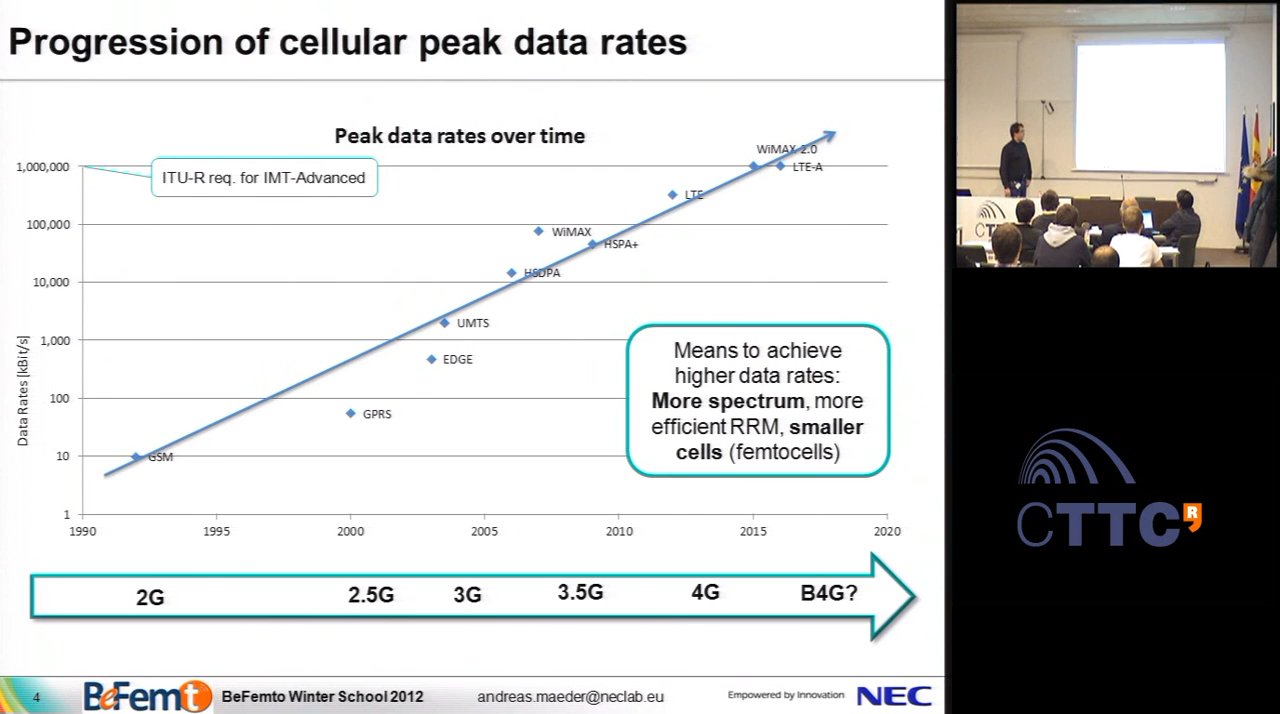 Progression of cellular peak data rates
Peak data rates over time
Data Rates [kBit/s]
1,000,000
100,000
10,000
1,000
100
10
1
1990
1995
2000
2005
2010
2015
2020
ITU-R req. for IMT-Advanced
GSM
GPRS
EDGE
UMTS
HSDPA
WiMAX
HSPA+
LTE
WiMAX 2.0
LTE-A
Means to achieve
higher data rates:
More spectrum, more
efficient RRM, smaller
cells (femtocells)
2G
2.5G
3G
3.5G
4G
B4G?
4
BeFemt
BeFemto Winter School 2012
andreas.maeder@neclab.eu
Empowered by Innovation
NEC
CTTC
R